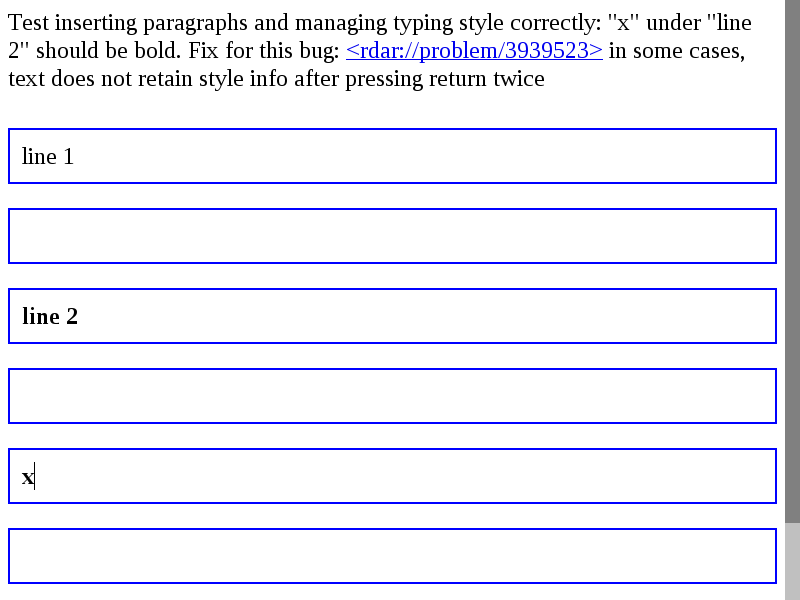 Test inserting paragraphs and managing typing style correctly: "x" under "line
2" should be bold. Fix for this bug: <rdar://problem/3939523> in some cases,
text does not retain style info after pressing return twice
line 1
line 2
x